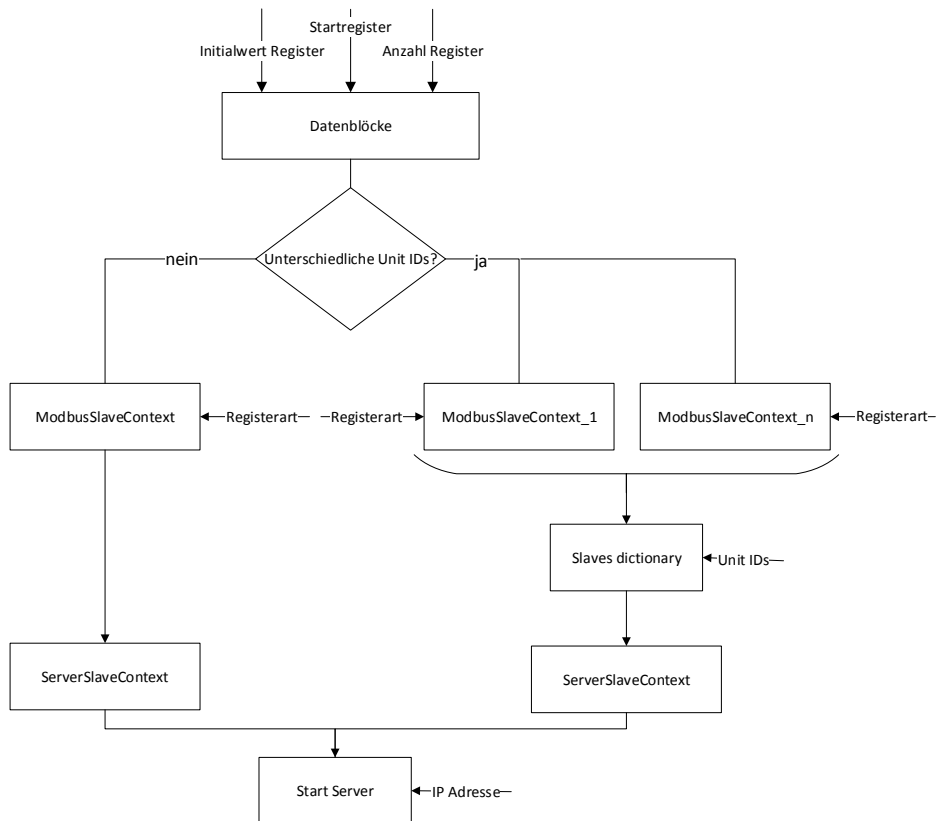 Startregister
Initialwert Register
Anzahl Register
Datenblöcke
Unterschiedliche Unit IDs?
nein
ja
ModbusSlaveContext
Registerart
Registerart
ModbusSlaveContext_1
ModbusSlaveContext_n
Registerart
Slaves dictionary
Unit IDs
ServerSlaveContext
ServerSlaveContext
Start Server
IP Adresse